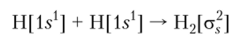 H[1s¹] + H[1s¹] → H₂[σₛ²]